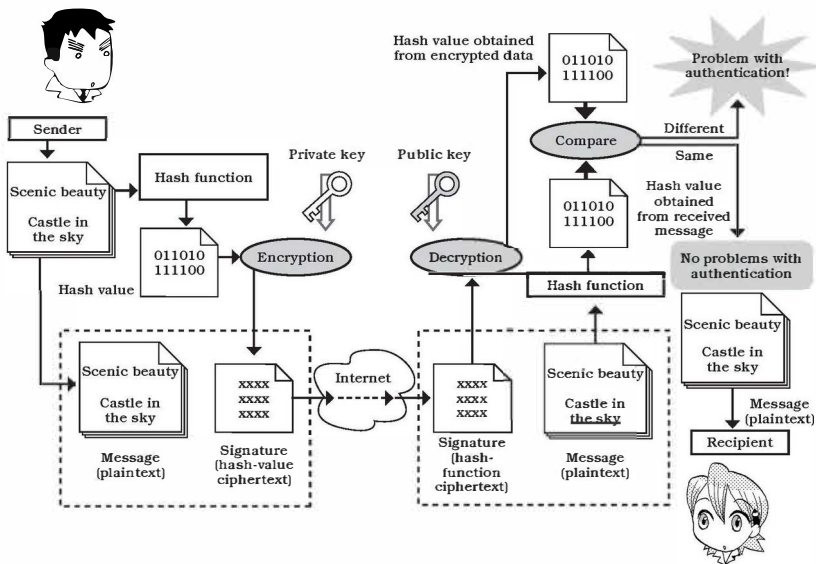 Sender
Scenic beauty
Castle in
the sky
Hash function
011010
111100
Hash value
Private key
Encryption
Scenic beauty
Castle in
the sky
Message
(plaintext)
xxxx
xxxx
xxxx
Signature
(hash-value
ciphertext)
Internet
Public key
Decryption
Hash value obtained
from encrypted data
011010
111100
Compare
Different
Same
Problem with
authentication!
011010
111100
Hash value
obtained
from received
message
Hash function
No problems with
authentication
xxxx
xxxx
xxxx
Signature
(hash-
function
ciphertext)
Scenic beauty
Castle in
the sky
Message
(plaintext)
Scenic beauty
Castle in
the sky
Message
(plaintext)
Recipient